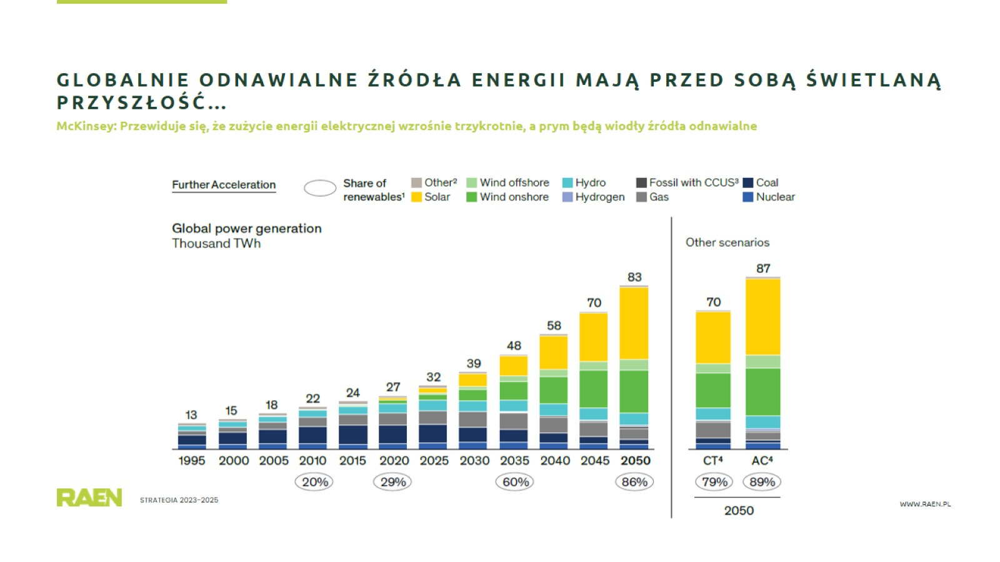 GLOBALNIE ODNAWIALNE ŹRÓDŁA ENERGII MAJĄ PRZED SOBĄ ŚWIETLANĄ
PRZYSZŁOŚĆ...
McKinsey: Przewiduje się, że zużycie energii elektrycznej wzrośnie trzykrotnie, a prym będą wiodły źródła odnawialne
Further Acceleration
Share of
renewables¹
Other²
Wind offshore
Hydro
Fossil with CCUS³
Coal
Solar
Wind onshore
Hydrogen
Gas
Nuclear
Global power generation
Thousand TWh
Other scenarios
13
15
18
22
24
27
32
39
48
58
70
83
70
87
1995 2000 2005 2010 2015 2020 2025 2030 2035 2040 2045 2050
CT⁴ AC⁴
20% 29% 60% 86% 79% 89%
2050
RAEN
STRATEGIA 2023-2025
WWW.RAEN.PL